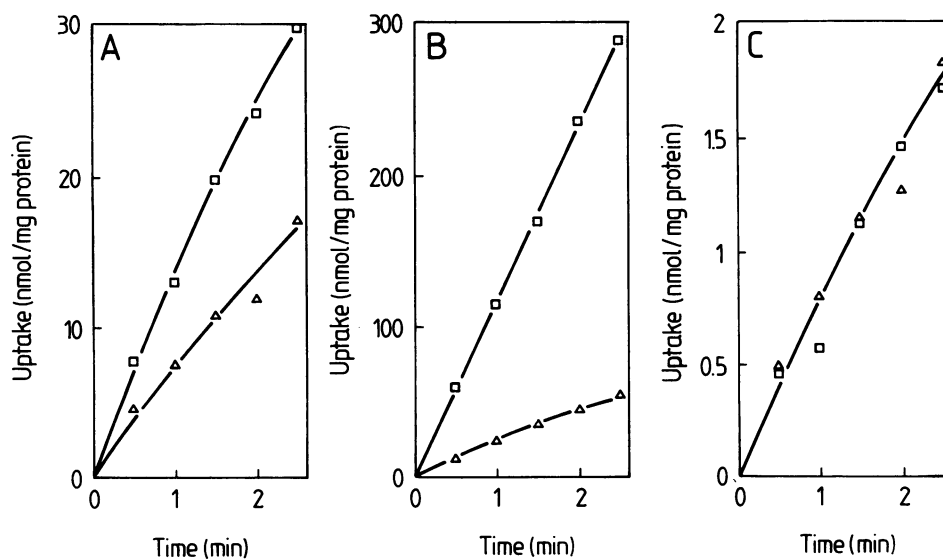 A
Uptake (nmol/mg protein)
30
20
10
0
0 1 2
Time (min)
B
Uptake (nmol/mg protein)
300
200
100
0
0 1 2
Time (min)
C
Uptake (nmol/mg protein)
2
1.5
1
0.5
0
0 1 2
Time (min)